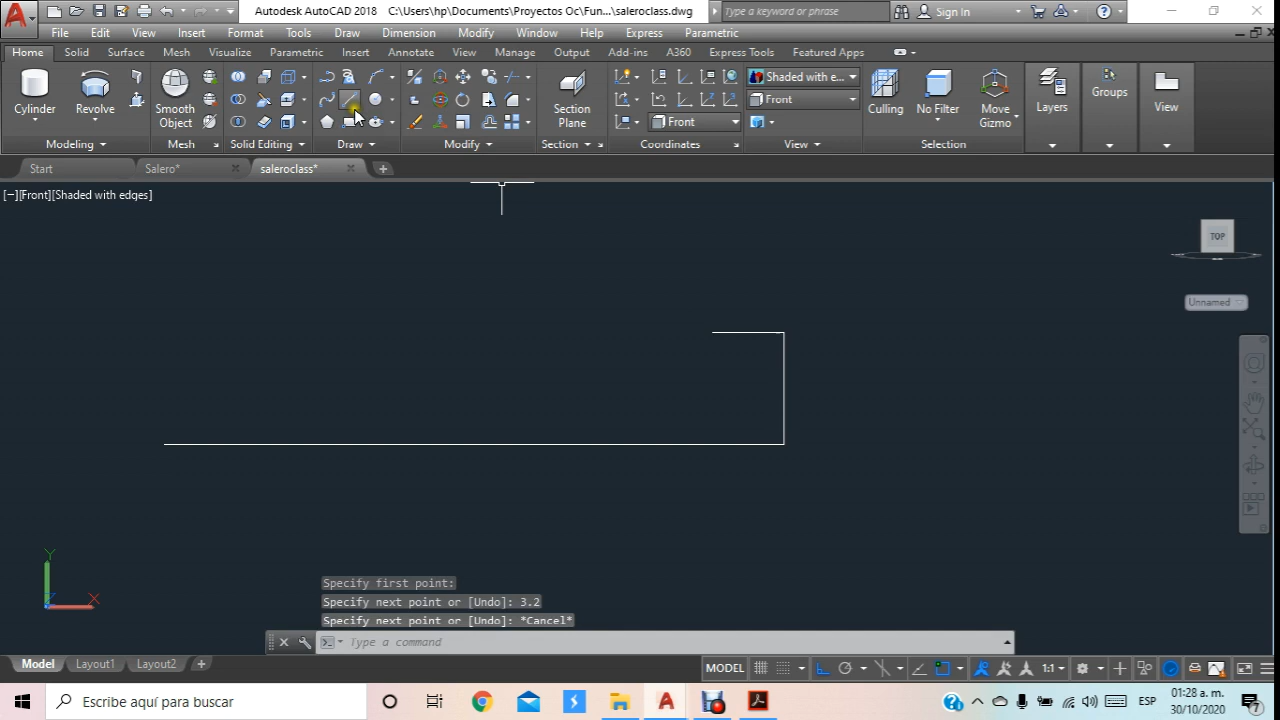 Autodesk AutoCAD 2018 C:\Users\hp\Documents\Proyectos Oc\Fun...\saleroclass.dwg Type a keyword or phrase Sign In
File Edit View Insert Format Tools Draw Dimension Modify Window Help Express Parametric
Home Solid Surface Mesh Visualize Parametric Insert Annotate View Manage Output Add-ins A360 Express Tools Featured Apps
Shaded with e...
Front
Front
Cylinder Revolve Smooth Object Section Plane Culling No Filter Move Gizmo Layers Groups View
Modeling Mesh Solid Editing Draw Modify Section Coordinates View Selection
Start Salero* saleroclass*
[−][Front][Shaded with edges]
TOP
Unnamed
Y
X
Specify first point:
Specify next point or [Undo]: 3.2
Specify next point or [Undo]: *Cancel*
Type a command
Model Layout1 Layout2 MODEL 1:1
Escribe aquí para buscar ESP 01:28 a. m.
30/10/2020 7